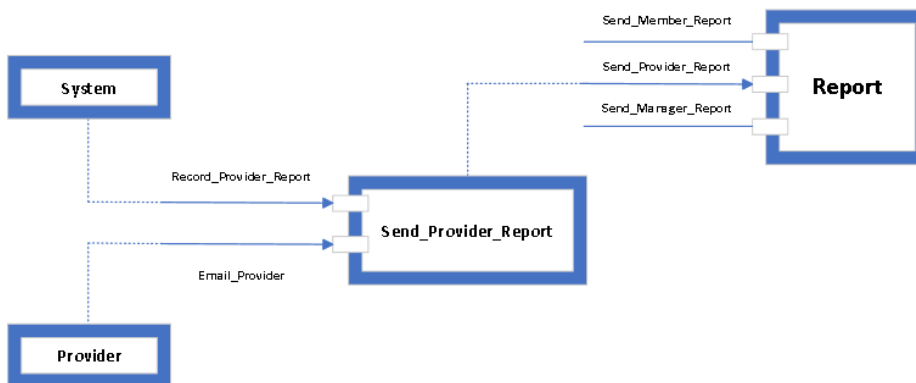 Send_Member_Report
System
Send_Provider_Report
Report
Send_Manager_Report
Record_Provider_Report
Send_Provider_Report
Email_Provider
Provider